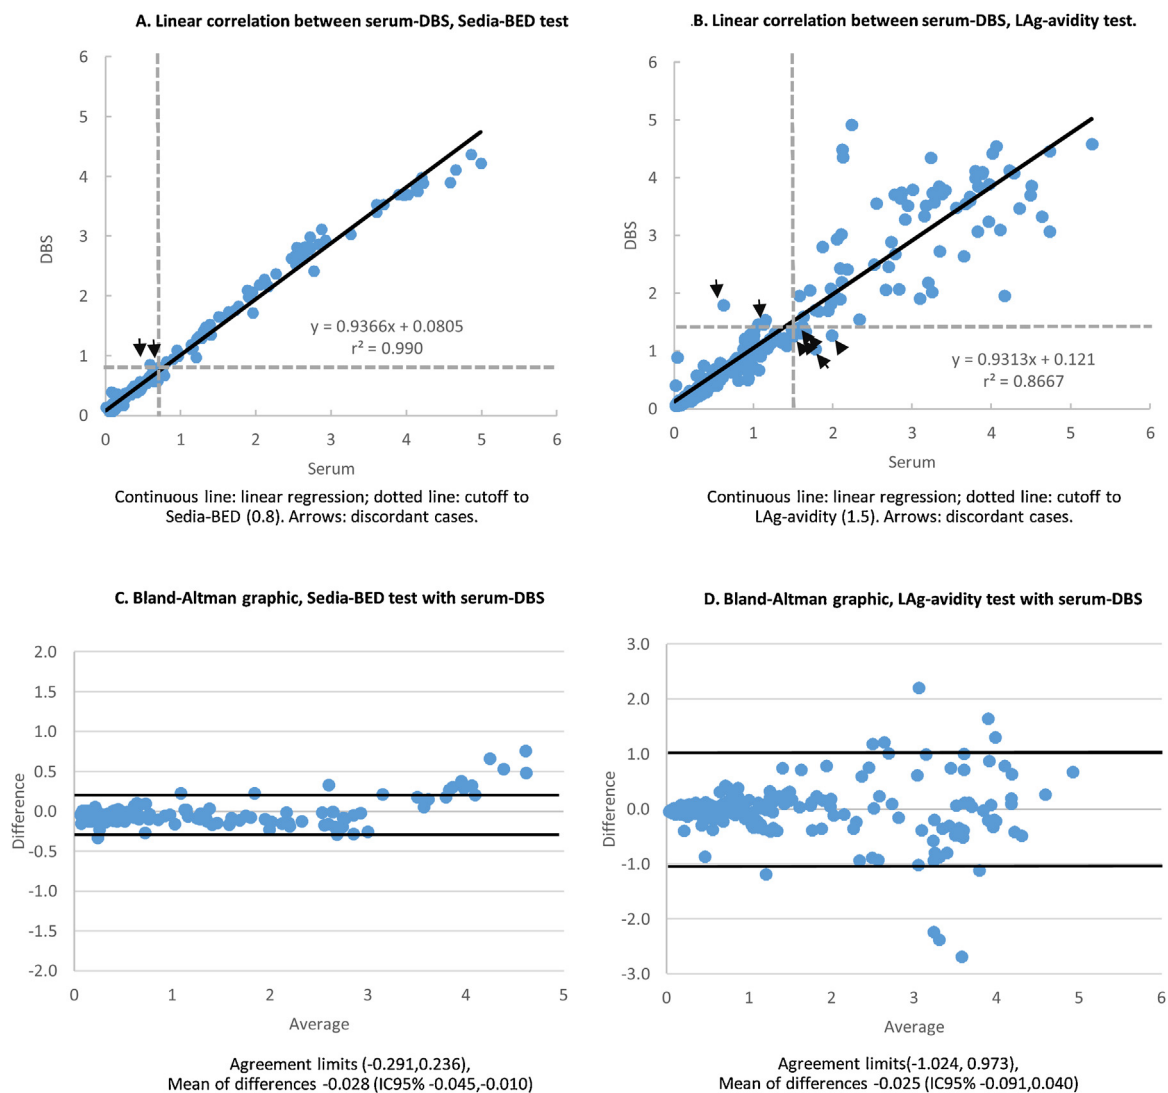 A. Linear correlation between serum-DBS, Sedia-BED test
6
5
4
3
2
1
0
DBS
y = 0.9366x + 0.0805
r² = 0.990
0 1 2 3 4 5 6
Serum
Continuous line: linear regression; dotted line: cutoff to
Sedia-BED (0.8). Arrows: discordant cases.
.B. Linear correlation between serum-DBS, LAg-avidity test.
6
5
4
3
2
1
0
DBS
y = 0.9313x + 0.121
r² = 0.8667
0 1 2 3 4 5 6
Serum
Continuous line: linear regression; dotted line: cutoff to
LAg-avidity (1.5). Arrows: discordant cases.
C. Bland-Altman graphic, Sedia-BED test with serum-DBS
2.0
1.5
1.0
0.5
0.0
-0.5
-1.0
-1.5
-2.0
Difference
0 1 2 3 4 5
Average
Agreement limits (-0.291,0.236),
Mean of differences -0.028 (IC95% -0.045,-0.010)
D. Bland-Altman graphic, LAg-avidity test with serum-DBS
3.0
2.0
1.0
0.0
-1.0
-2.0
-3.0
Difference
0 1 2 3 4 5 6
Average
Agreement limits(-1.024, 0.973),
Mean of differences -0.025 (IC95% -0.091,0.040)